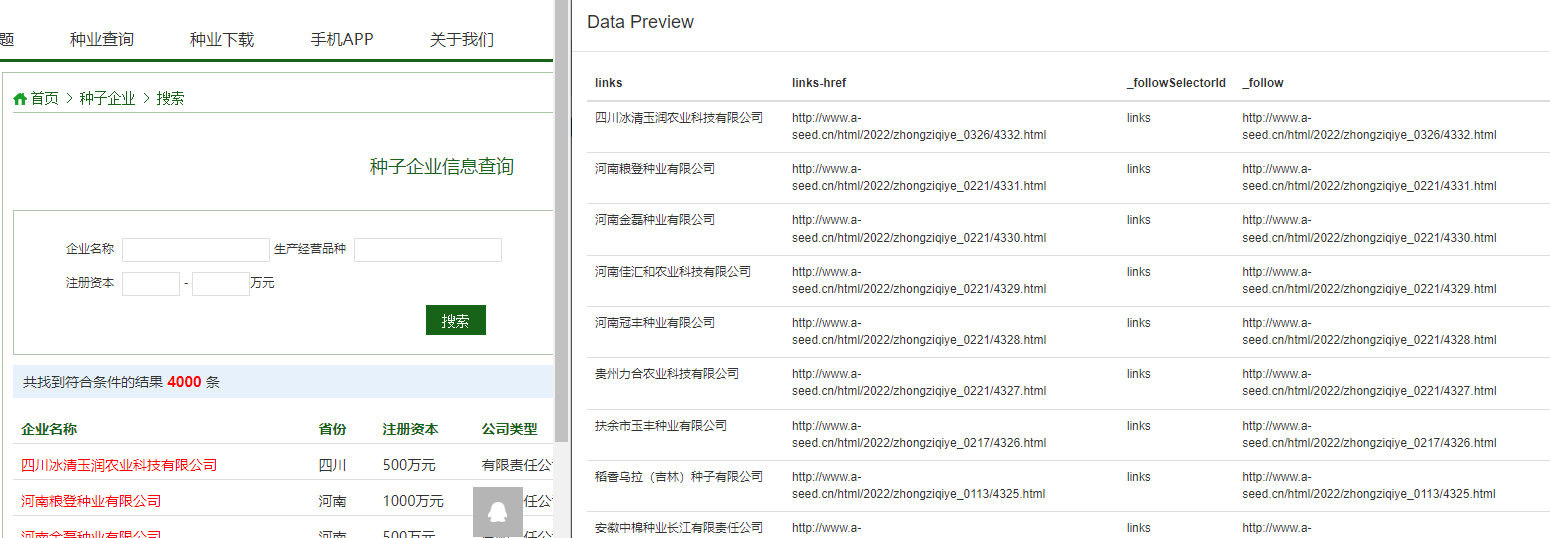 题 种业查询 种业下载 手机APP 关于我们
首页 > 种子企业 > 搜索
种子企业信息查询
企业名称 生产经营品种
注册资本 - 万元
搜索
共找到符合条件的结果 4000 条
企业名称 省份 注册资本 公司类型
四川冰清玉润农业科技有限公司 四川 500万元 有限责任公
河南粮登种业有限公司 河南 1000万元 任公
河南金磊种业有限公司 河南 500万元
Data Preview
links links-href _followSelectorId _follow
四川冰清玉润农业科技有限公司 http://www.a- links http://www.a-
seed.cn/html/2022/zhongziqiye_0326/4332.html seed.cn/html/2022/zhongziqiye_0326/4332.html
河南粮登种业有限公司 http://www.a- links http://www.a-
seed.cn/html/2022/zhongziqiye_0221/4331.html seed.cn/html/2022/zhongziqiye_0221/4331.html
河南金磊种业有限公司 http://www.a- links http://www.a-
seed.cn/html/2022/zhongziqiye_0221/4330.html seed.cn/html/2022/zhongziqiye_0221/4330.html
河南佳汇和农业科技有限公司 http://www.a- links http://www.a-
seed.cn/html/2022/zhongziqiye_0221/4329.html seed.cn/html/2022/zhongziqiye_0221/4329.html
河南冠丰种业有限公司 http://www.a- links http://www.a-
seed.cn/html/2022/zhongziqiye_0221/4328.html seed.cn/html/2022/zhongziqiye_0221/4328.html
贵州力合农业科技有限公司 http://www.a- links http://www.a-
seed.cn/html/2022/zhongziqiye_0221/4327.html seed.cn/html/2022/zhongziqiye_0221/4327.html
扶余市玉丰种业有限公司 http://www.a- links http://www.a-
seed.cn/html/2022/zhongziqiye_0217/4326.html seed.cn/html/2022/zhongziqiye_0217/4326.html
稻香乌拉（吉林）种子有限公司 http://www.a- links http://www.a-
seed.cn/html/2022/zhongziqiye_0113/4325.html seed.cn/html/2022/zhongziqiye_0113/4325.html
安徽中棉种业长江有限责任公司 http://www.a- links http://www.a-